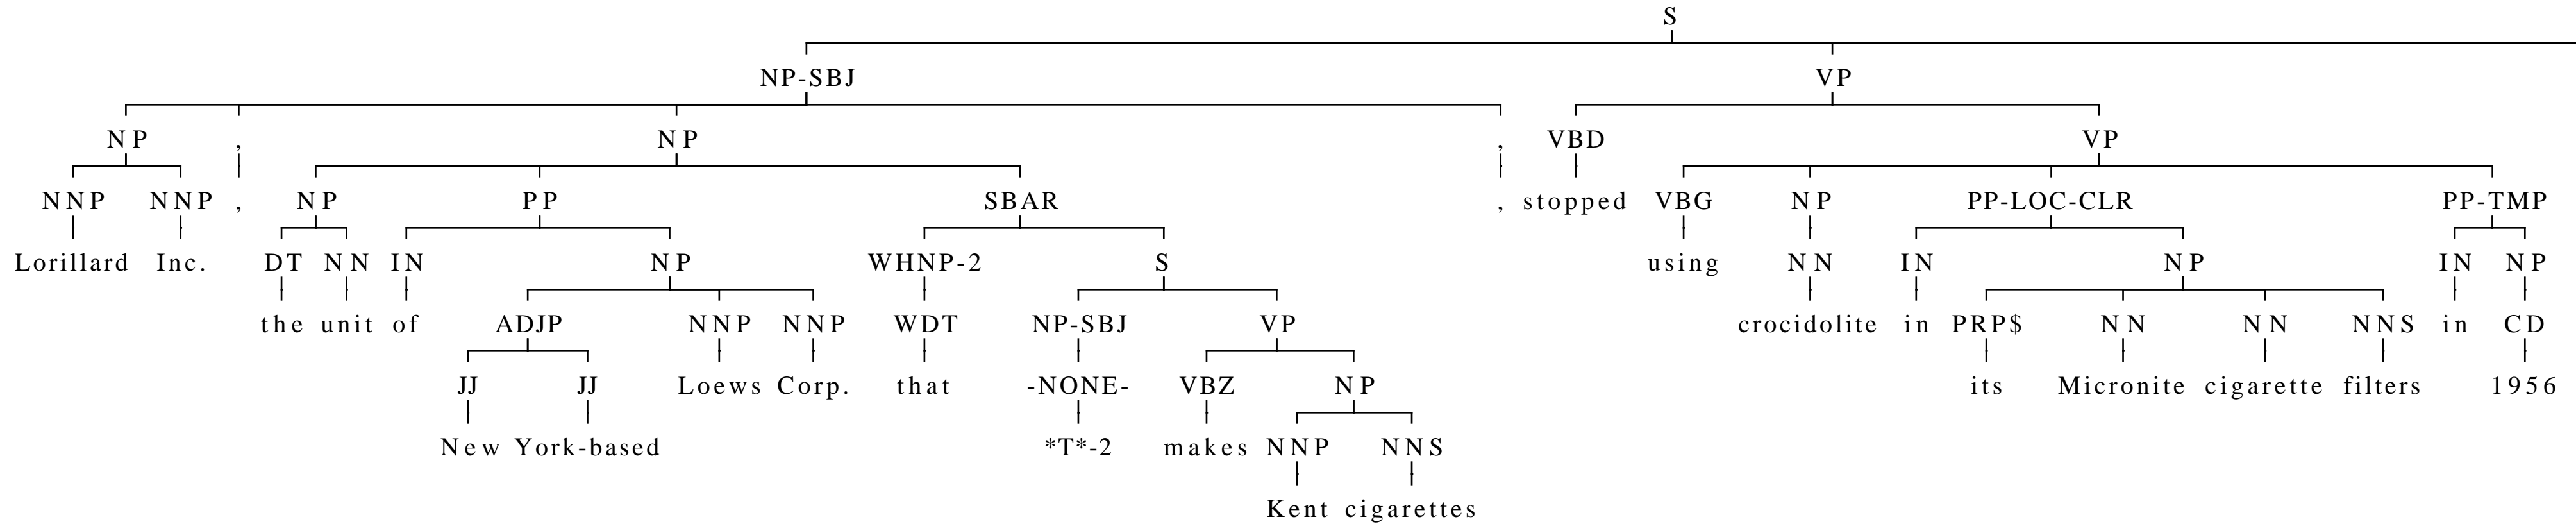 S
NP-SBJ VP
NP , NP , VBD VP
NNP NNP , NP PP SBAR , stopped VBG NP PP-LOC-CLR PP-TMP
Lorillard Inc. DT NN IN NP WHNP-2 S using NN IN NP IN NP
the unit of ADJP NNP NNP WDT NP-SBJ VP crocidolite in PRP$ NN NN NNS in CD
JJ JJ Loews Corp. that -NONE- VBZ NP its Micronite cigarette filters 1956
New York-based *T*-2 makes NNP NNS
Kent cigarettes